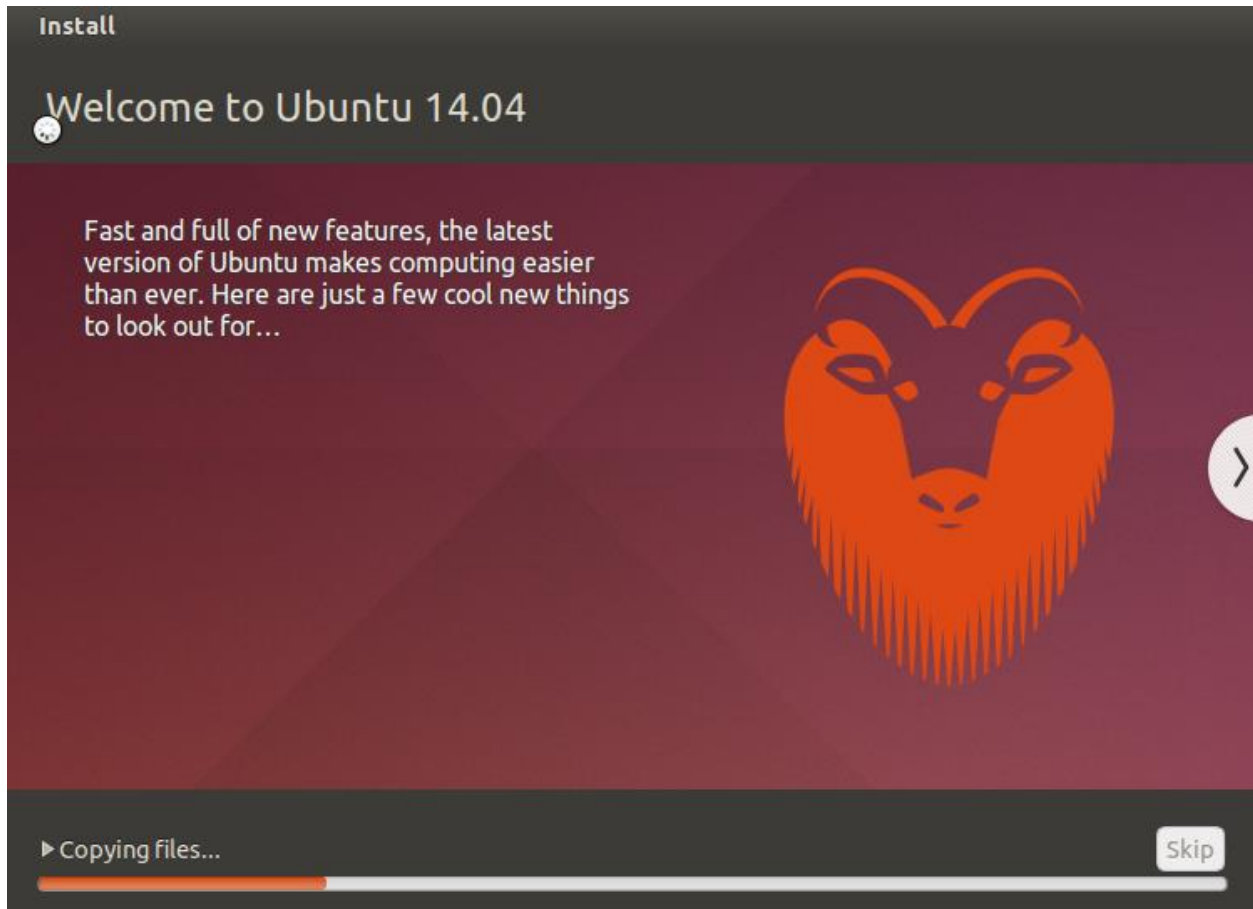 Install
Welcome to Ubuntu 14.04
Fast and full of new features, the latest
version of Ubuntu makes computing easier
than ever. Here are just a few cool new things
to look out for…
Copying files...
Skip